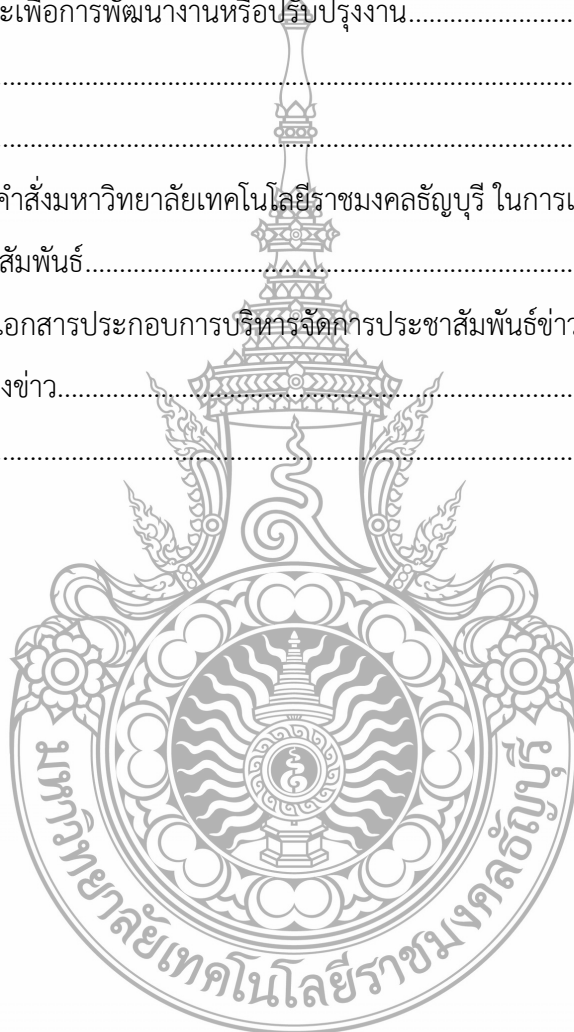 ะเพื่อการพัฒนางานหรือปรับปรุงงาน........................
................................................................
................................................................
คำสั่งมหาวิทยาลัยเทคโนโลยีราชมงคลธัญบุรี ในการเ
สัมพันธ์................................................................
เอกสารประกอบการบริหารจัดการประชาสัมพันธ์ข่าว
งข่าว................................................................
................................................................
มหาวิทยาลัยเทคโนโลยีราชมงคลธัญบุรี